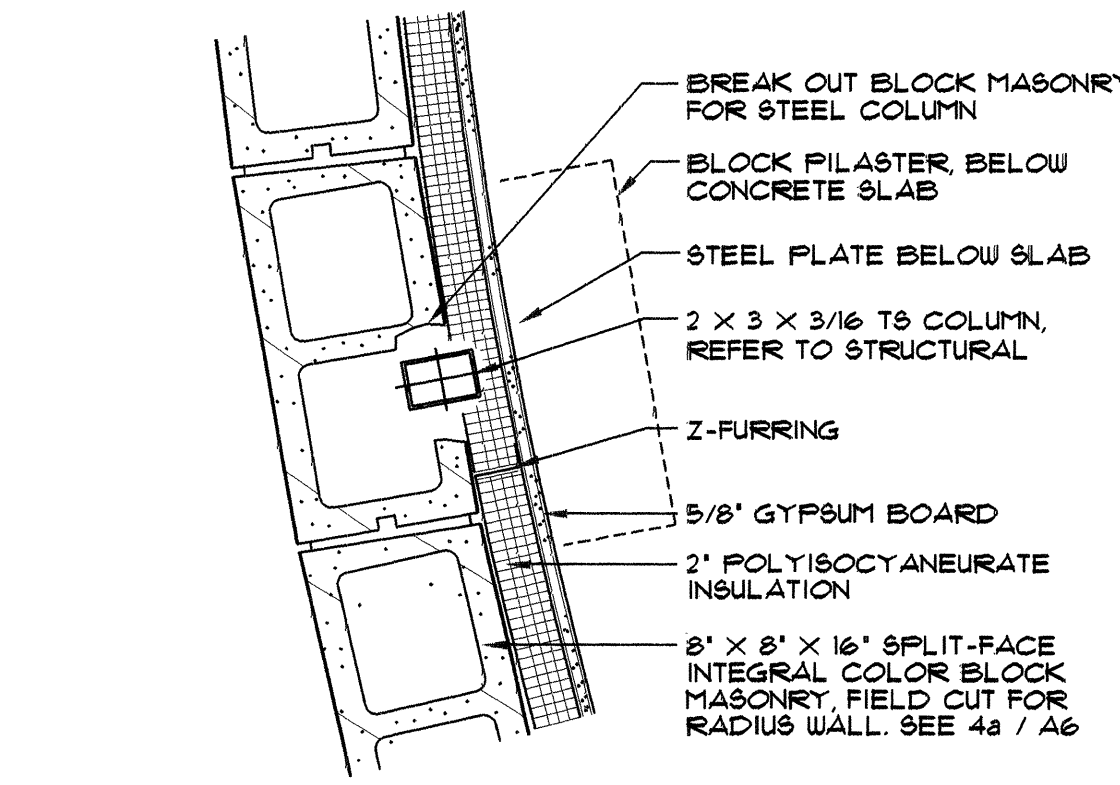 BREAK OUT BLOCK MASONRY
FOR STEEL COLUMN
BLOCK PILASTER, BELOW
CONCRETE SLAB
STEEL PLATE BELOW SLAB
2 X 3 X 3/16 TS COLUMN,
REFER TO STRUCTURAL
Z-FURRING
5/8" GYPSUM BOARD
2" POLYISOCYANEURATE
INSULATION
8" X 8" X 16" SPLIT-FACE
INTEGRAL COLOR BLOCK
MASONRY, FIELD CUT FOR
RADIUS WALL. SEE 4a / A6